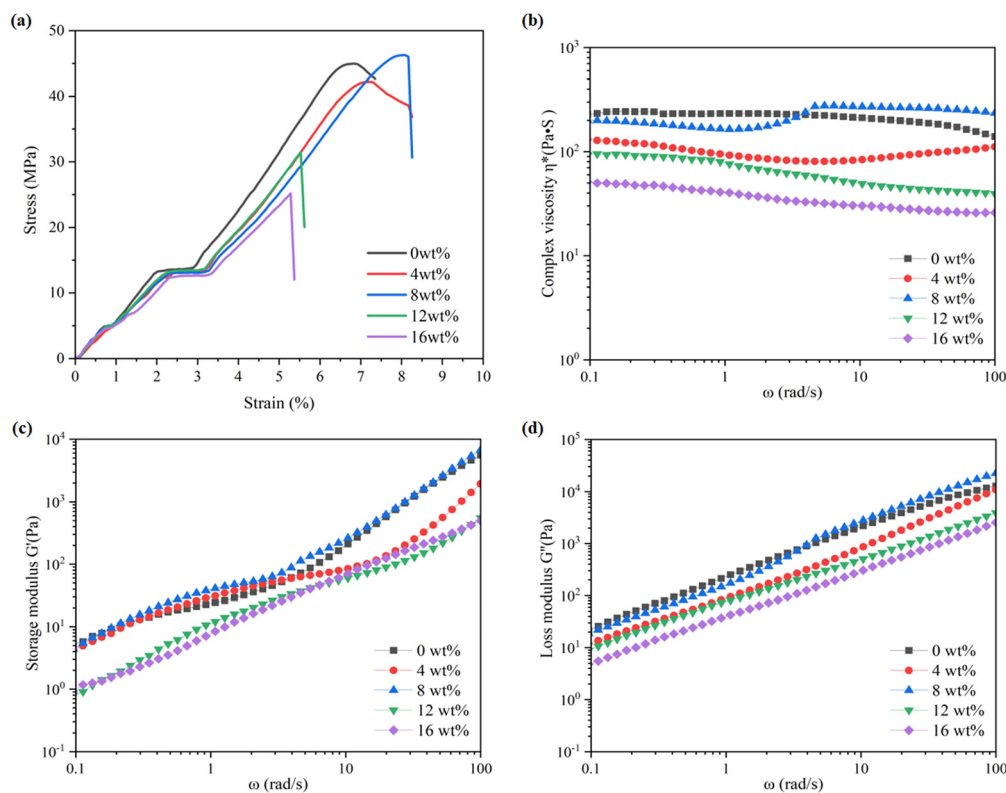 (a)
50
40
30
20
10
0
Stress (MPa)
0 1 2 3 4 5 6 7 8 9 10
Strain (%)
0wt%
4wt%
8wt%
12wt%
16wt%
(b)
10³
10²
10¹
10⁰
Complex viscosity η*(Pa•S )
0.1 1 10 100
ω (rad/s)
0 wt%
4 wt%
8 wt%
12 wt%
16 wt%
(c)
10⁴
10³
10²
10¹
10⁰
10⁻¹
Storage modulus G'(Pa)
0.1 1 10 100
ω (rad/s)
0 wt%
4 wt%
8 wt%
12 wt%
16 wt%
(d)
10⁵
10⁴
10³
10²
10¹
10⁰
10⁻¹
Loss modulus G''(Pa)
0.1 1 10 100
ω (rad/s)
0 wt%
4 wt%
8 wt%
12 wt%
16 wt%